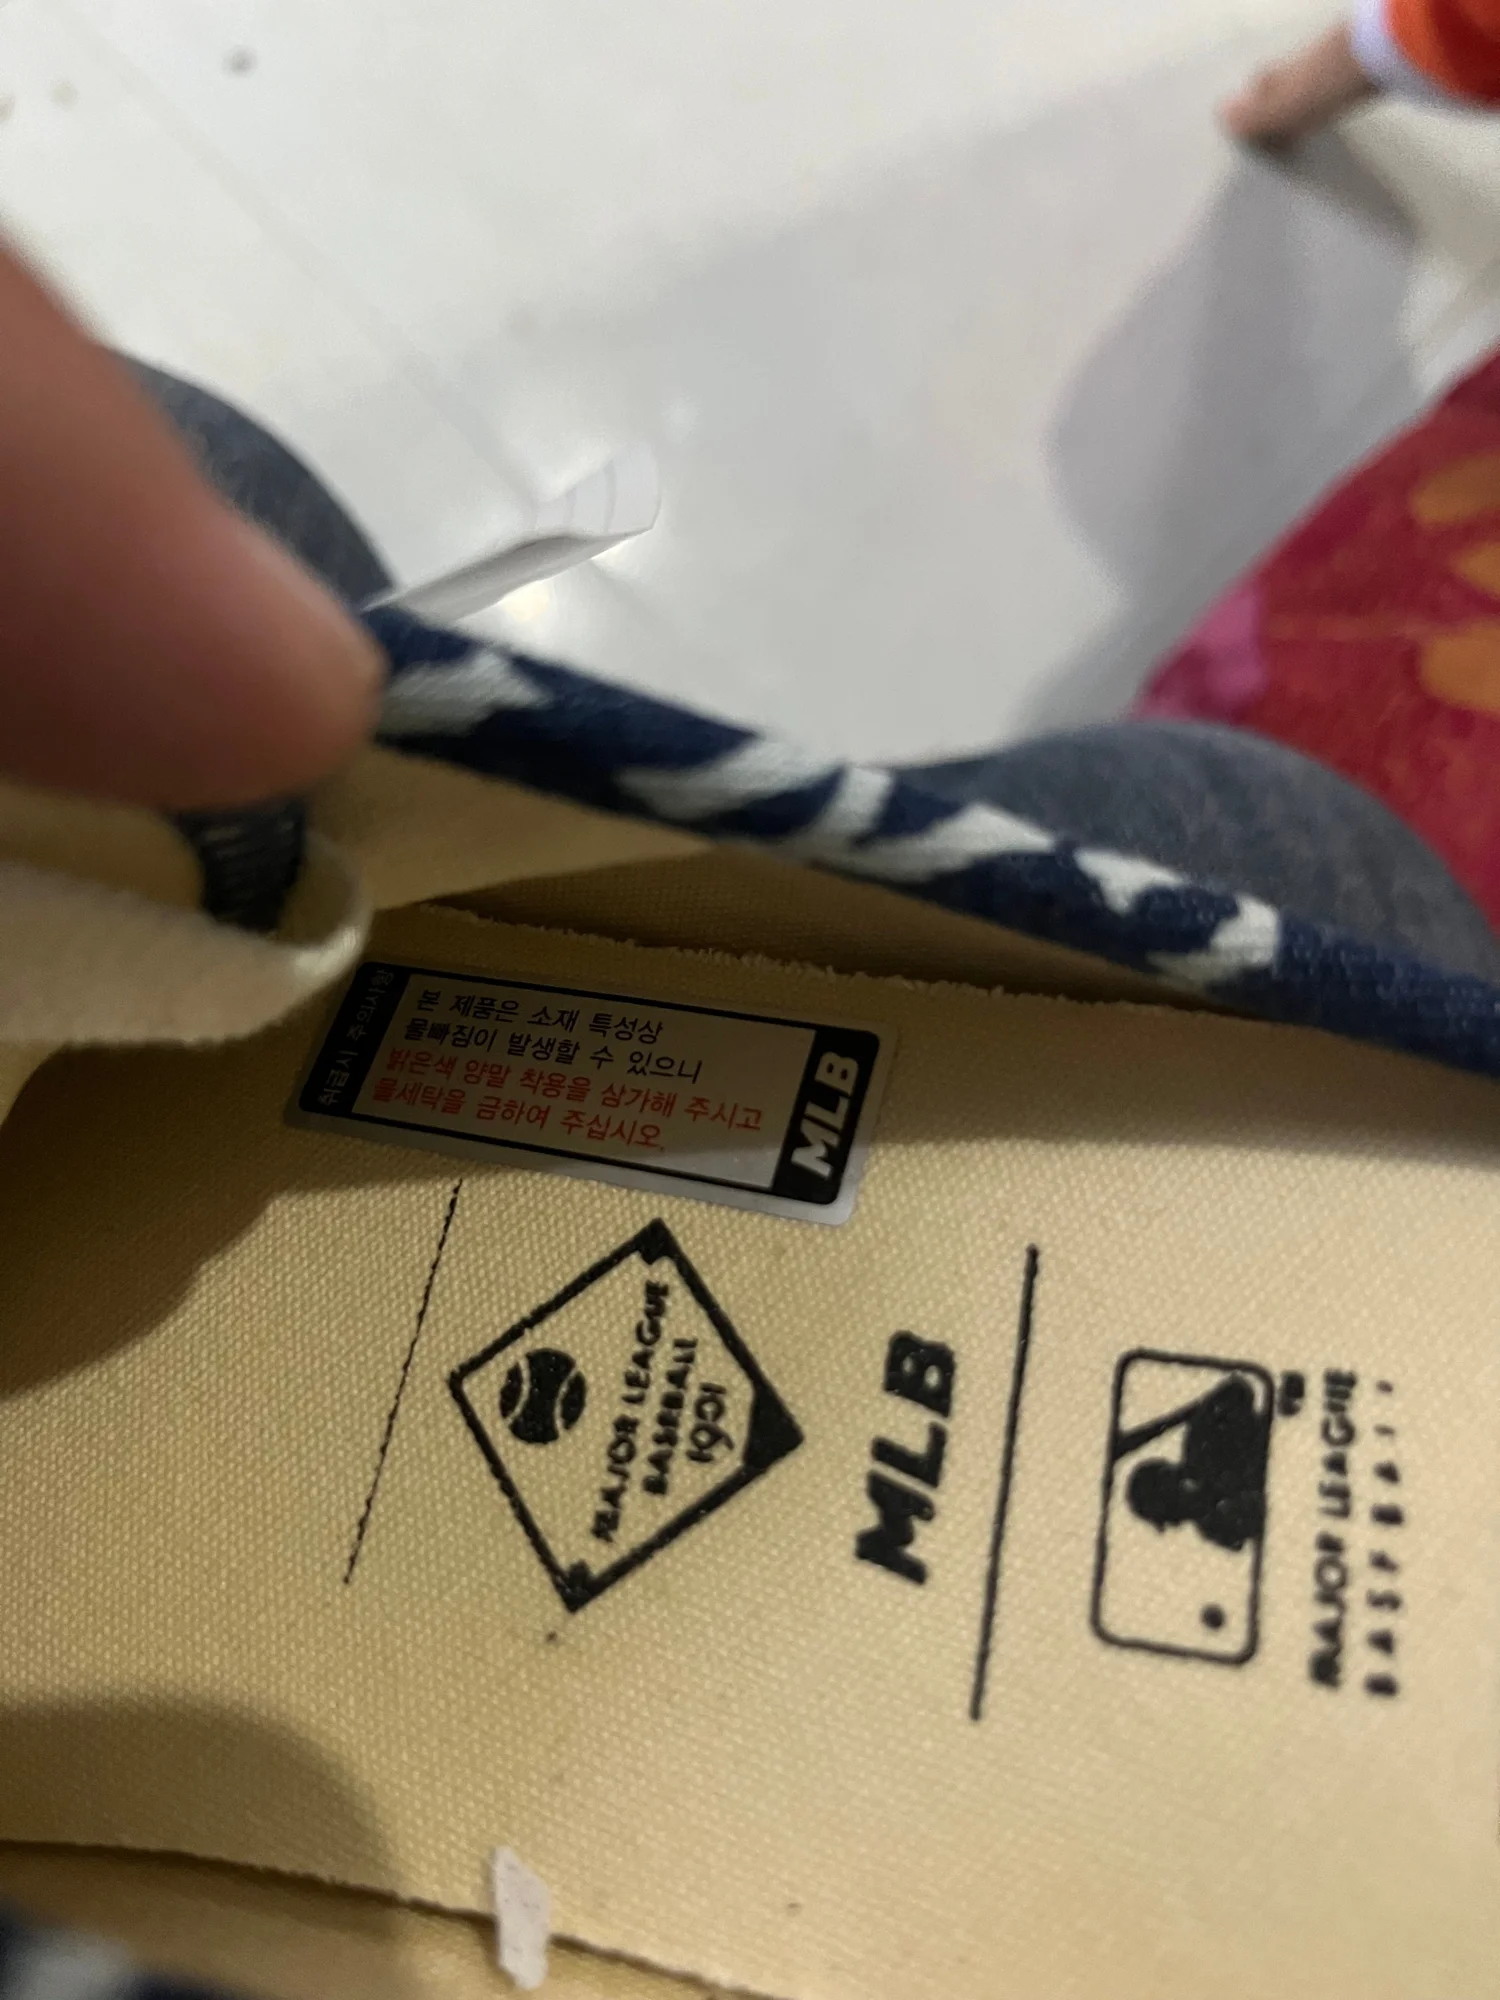 취급시 주의사항
본 제품은 소재 특성상
물빠짐이 발생할 수 있으니
밝은색 양말 착용을 삼가해 주시고
물세탁을 금하여 주십시오.
MLB
MAJOR LEAGUE
BASEBALL
1901
MLB
MAJOR LEAGUE
BASEBALL